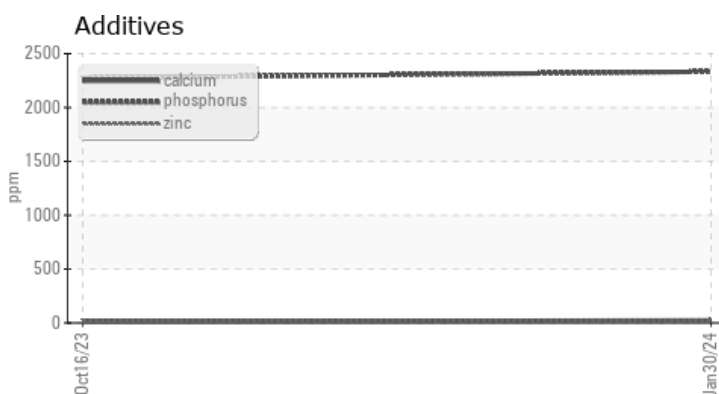 Additives
2500
2000
1500
1000
500
0
ppm
calcium
phosphorus
zinc
Oct16/23
Jan30/24